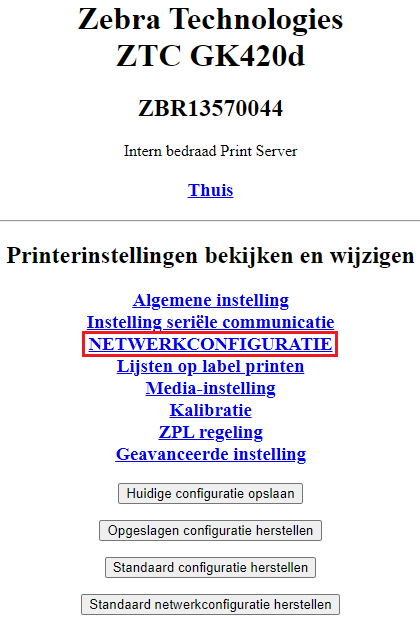 Zebra Technologies
ZTC GK420d
ZBR13570044
Intern bedraad Print Server
Thuis
Printerinstellingen bekijken en wijzigen
Algemene instelling
Instelling seriële communicatie
NETWERKCONFIGURATIE
Lijsten op label printen
Media-instelling
Kalibratie
ZPL regeling
Geavanceerde instelling
Huidige configuratie opslaan
Opgeslagen configuratie herstellen
Standaard configuratie herstellen
Standaard netwerkconfiguratie herstellen